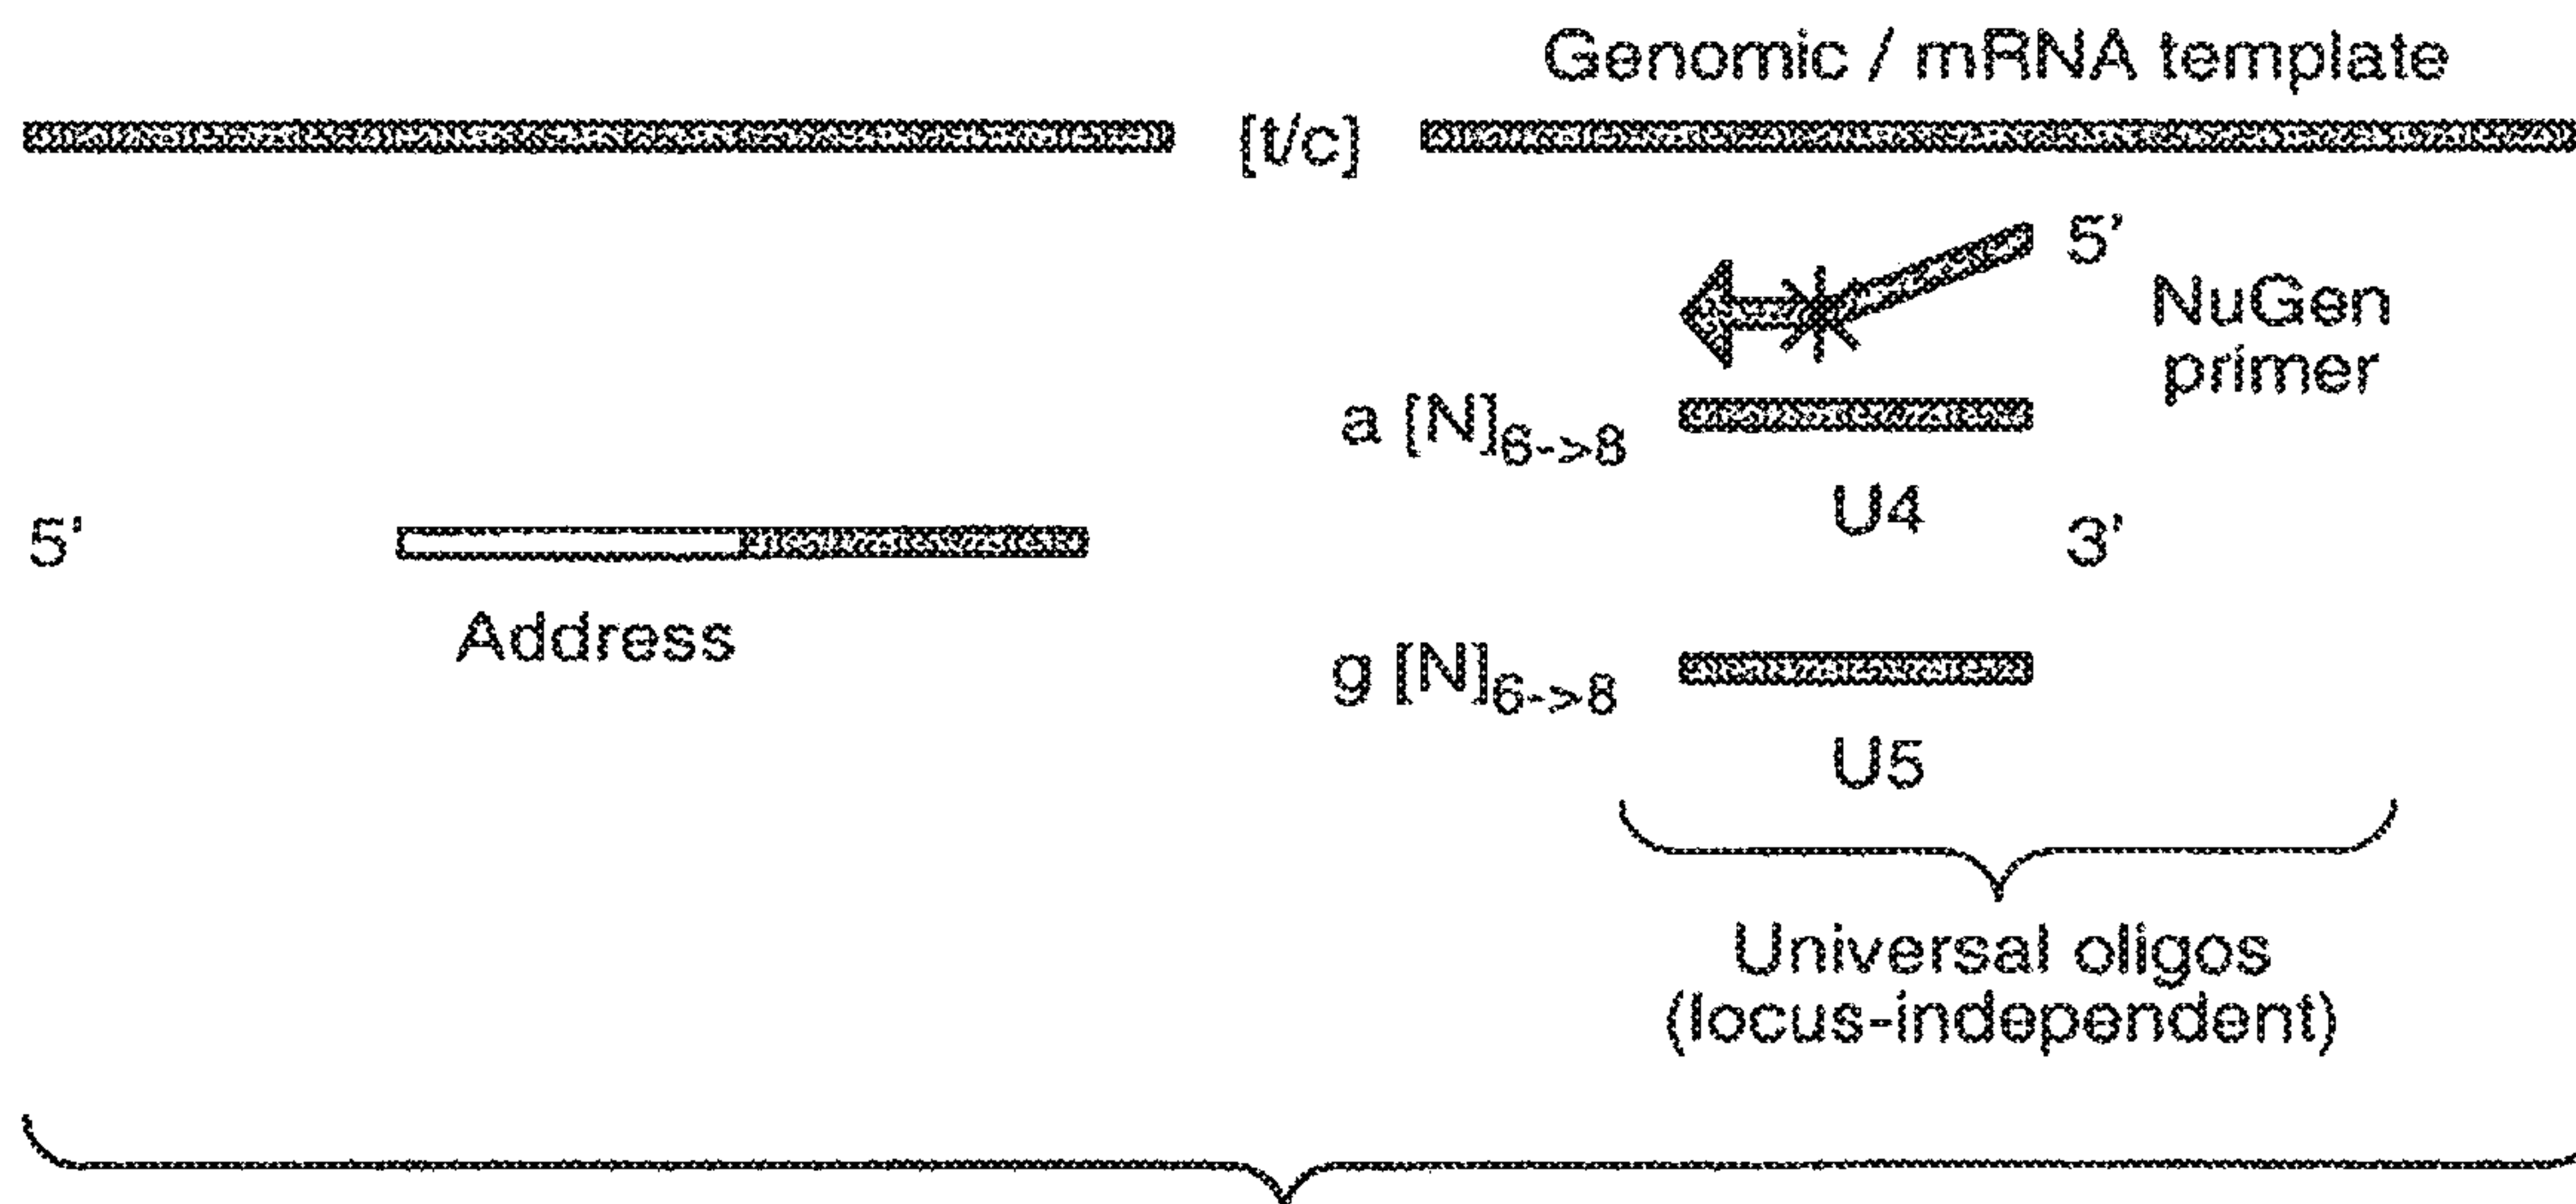 Genomic / mRNA template
[t/c]
5'
NuGen
primer
a [N]6->8
U4
5'
3'
Address
g [N]6->8
U5
Universal oligos
(locus-independent)